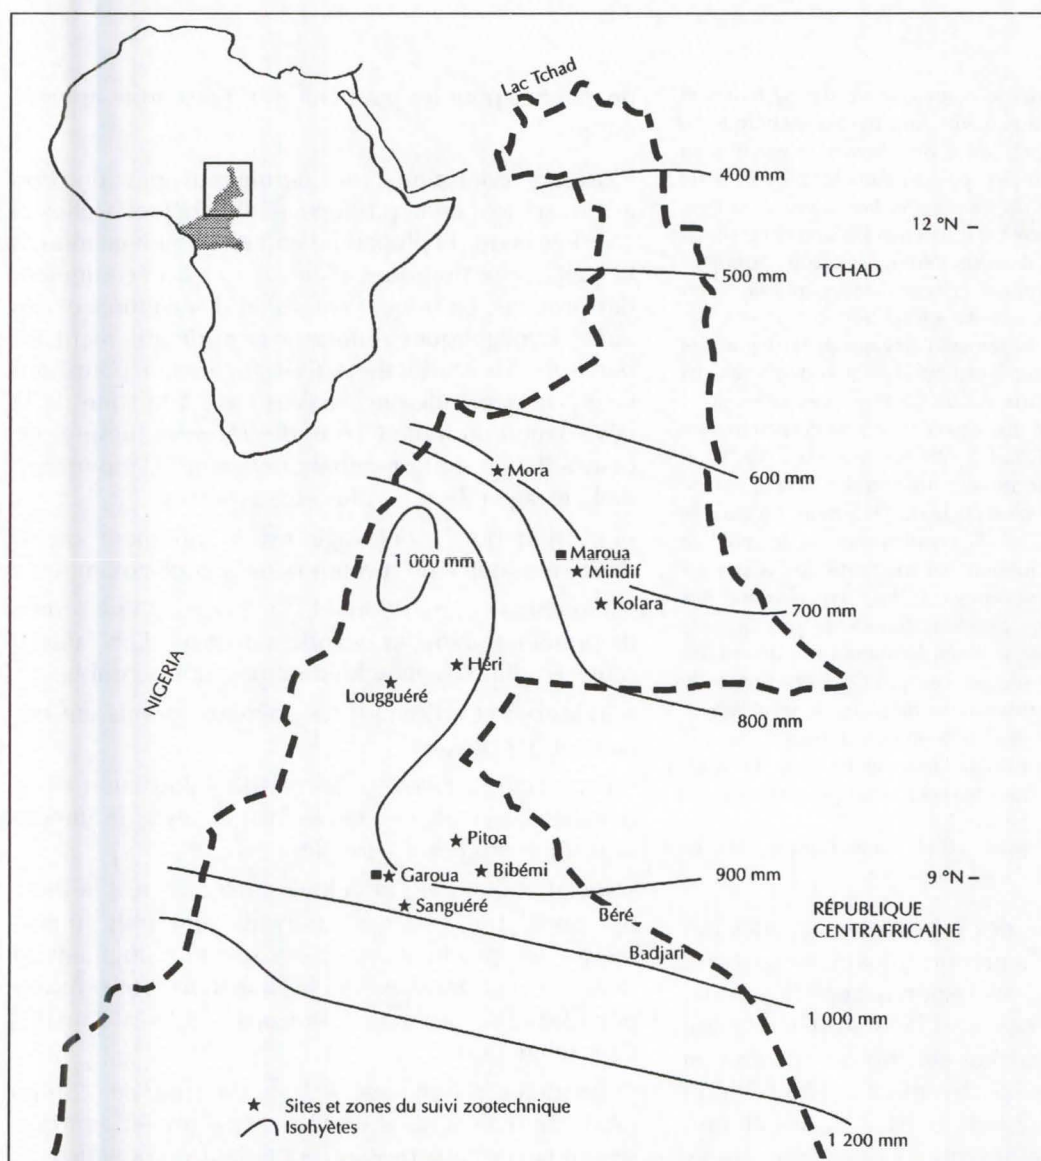 Lac Tchad
400 mm
12 °N
500 mm
TCHAD
600 mm
Mora
1 000 mm
Maroua
Mindif
Kolara
700 mm
Héri
Lougguéré
NIGERIA
800 mm
Pitoa
Garoua
Bibémi
900 mm
9 °N
Sanguéré
Béré
RÉPUBLIQUE
CENTRAFRICAINE
Badjari
1 000 mm
Sites et zones du suivi zootechnique
Isohyètes
1 200 mm